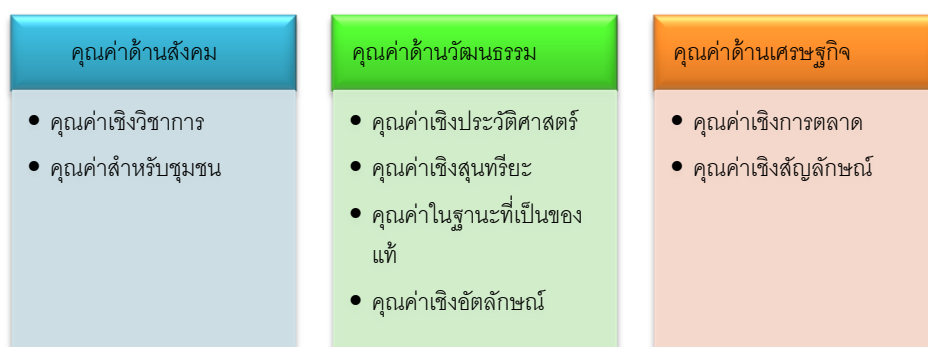 คุณค่าด้านสังคม
• คุณค่าเชิงวิชาการ
• คุณค่าสำหรับชุมชน
คุณค่าด้านวัฒนธรรม
• คุณค่าเชิงประวัติศาสตร์
• คุณค่าเชิงสุนทรียะ
• คุณค่าในฐานะที่เป็นของ
แท้
• คุณค่าเชิงอัตลักษณ์
คุณค่าด้านเศรษฐกิจ
• คุณค่าเชิงการตลาด
• คุณค่าเชิงสัญลักษณ์